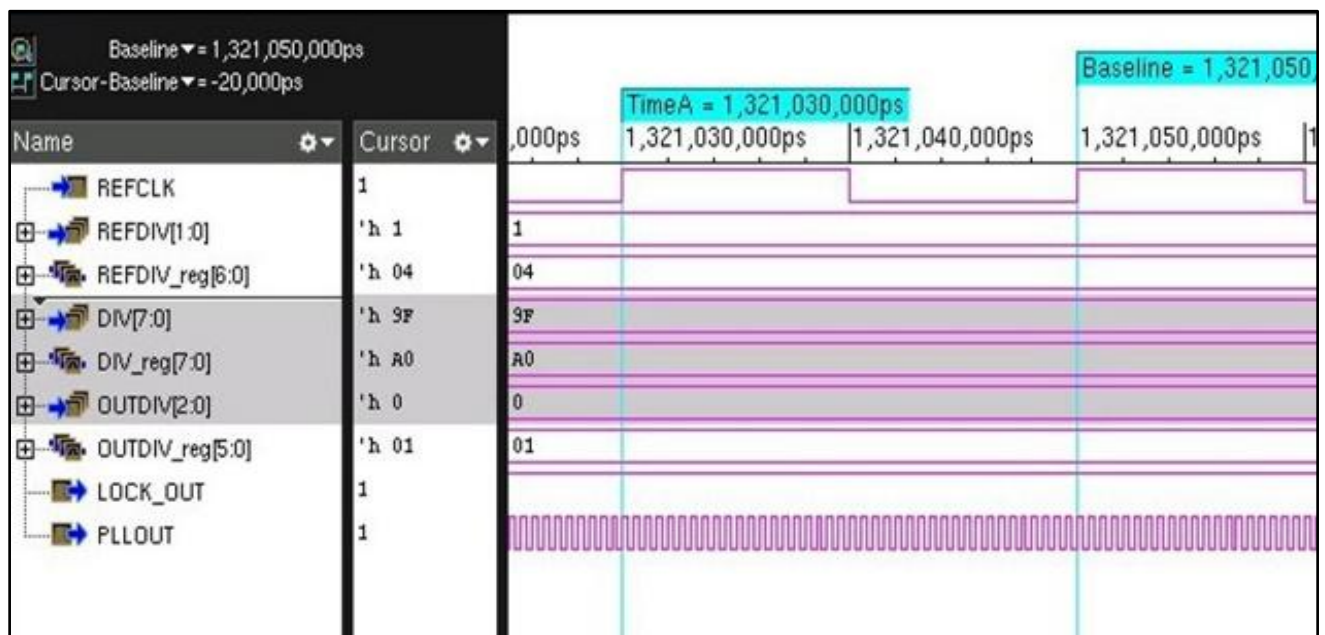 Baseline▼= 1,321,050,000ps
Cursor-Baseline▼= -20,000ps
Baseline = 1,321,050,
TimeA = 1,321,030,000ps
Name Cursor ,000ps 1,321,030,000ps 1,321,040,000ps 1,321,050,000ps 1
REFCLK 1
REFDIV[1:0] 'h 1 1
REFDIV_reg[6:0] 'h 04 04
DIV[7:0] 'h 9F 9F
DIV_reg[7:0] 'h A0 A0
OUTDIV[2:0] 'h 0 0
OUTDIV_reg[5:0] 'h 01 01
LOCK_OUT 1
PLLOUT 1